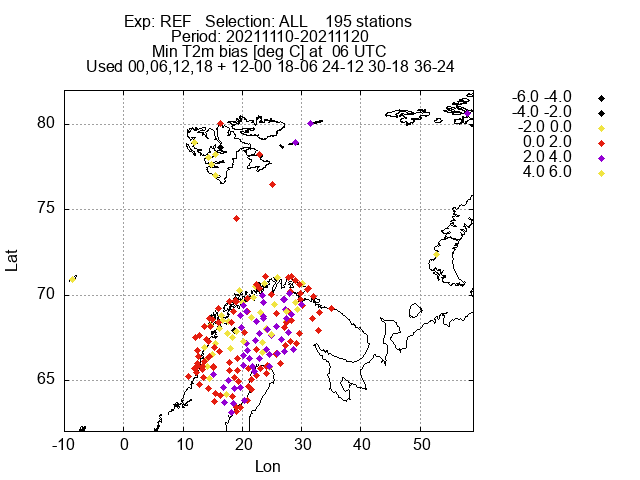 Exp: REF Selection: ALL 195 stations
Period: 20211110-20211120
Min T2m bias [deg C] at 06 UTC
Used 00,06,12,18 + 12-00 18-06 24-12 30-18 36-24
-6.0 -4.0
-4.0 -2.0
-2.0 0.0
0.0 2.0
2.0 4.0
4.0 6.0
80
75
70
65
Lat
-10 0 10 20 30 40 50
Lon